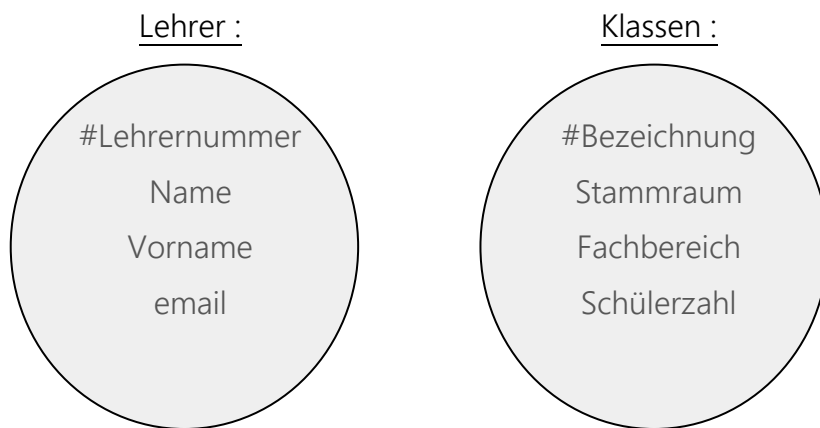 Lehrer :
#Lehrernummer
Name
Vorname
email
Klassen :
#Bezeichnung
Stammraum
Fachbereich
Schülerzahl